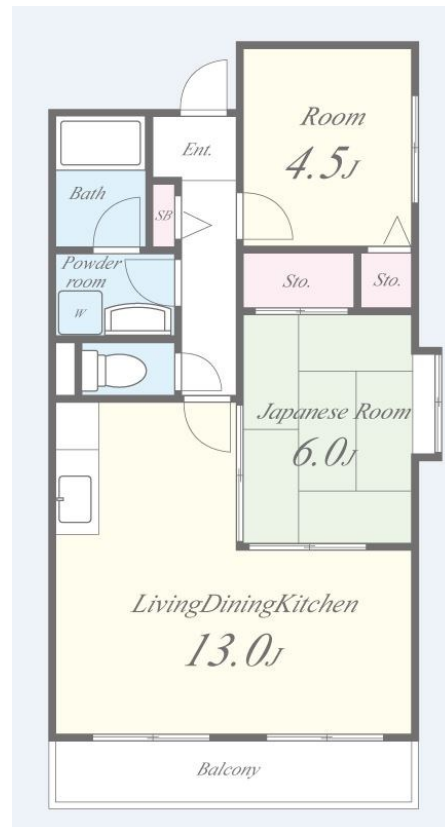 Room
4.5J
Ent.
Bath
SB
Powder
room
W
Sto.
Sto.
Japanese Room
6.0J
LivingDiningKitchen
13.0J
Balcony